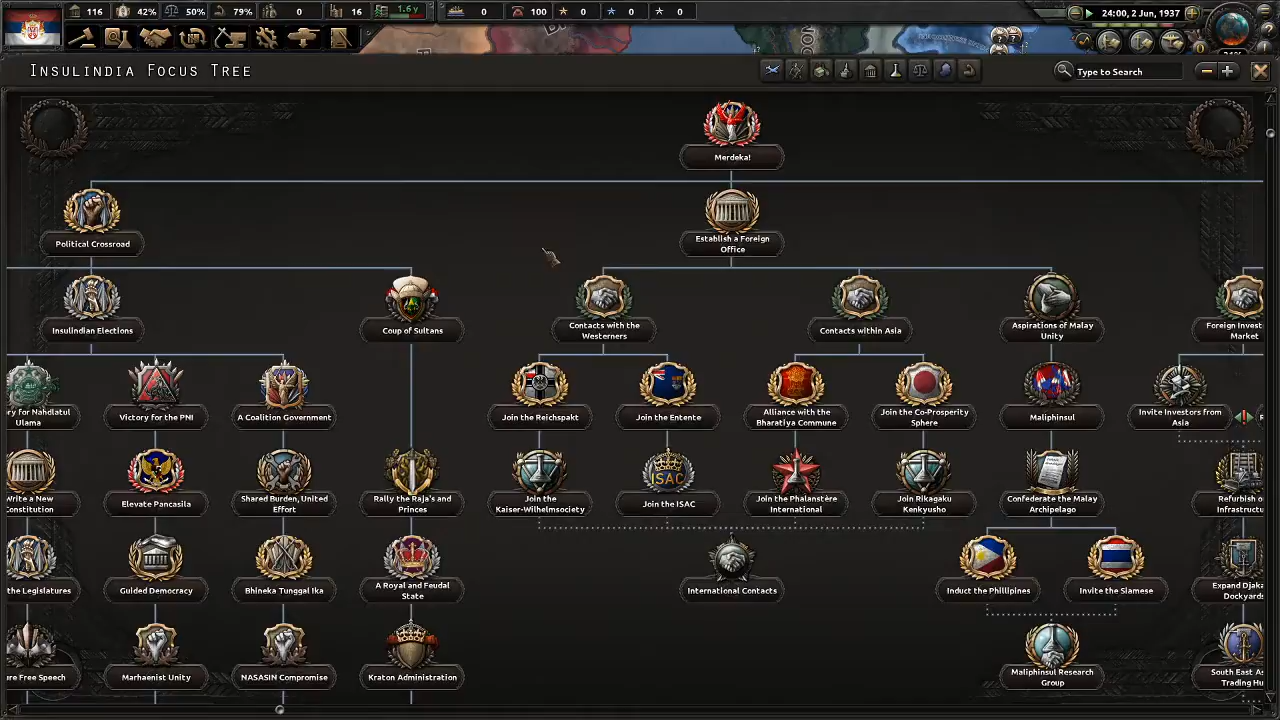 116
42%
50%
79%
0
16
1.6 y
0
100
0
0
0
24:00, 2 Jun, 1937
INSULINDIA FOCUS TREE
Type to Search
Merdeka!
Political Crossroad
Establish a Foreign
Office
Insulindian Elections
Coup of Sultans
Contacts with the
Westerners
Contacts within Asia
Aspirations of Malay
Unity
Foreign Invest
Market
ry for Nahdlatul
Ulama
Victory for the PNI
A Coalition Government
Join the Reichspakt
Join the Entente
Alliance with the
Bharatiya Commune
Join the Co-Prosperity
Sphere
Maliphinsul
Invite Investors from
Asia
Write a New
Constitution
Elevate Pancasila
Shared Burden, United
Effort
Rally the Raja's and
Princes
Join the
Kaiser-Wilhelmsociety
ISAC
Join the ISAC
Join the Phalanstère
International
Join Rikagaku
Kenkyusho
Confederate the Malay
Archipelago
Refurbish o
Infrastructu
the Legislatures
Guided Democracy
Bhineka Tunggal Ika
A Royal and Feudal
State
International Contacts
Induct the Phillipines
Invite the Siamese
Expand Djaka
Dockyards
ure Free Speech
Marhaenist Unity
NASASIN Compromise
Kraton Administration
Maliphinsul Research
Group
South East As
Trading Hu